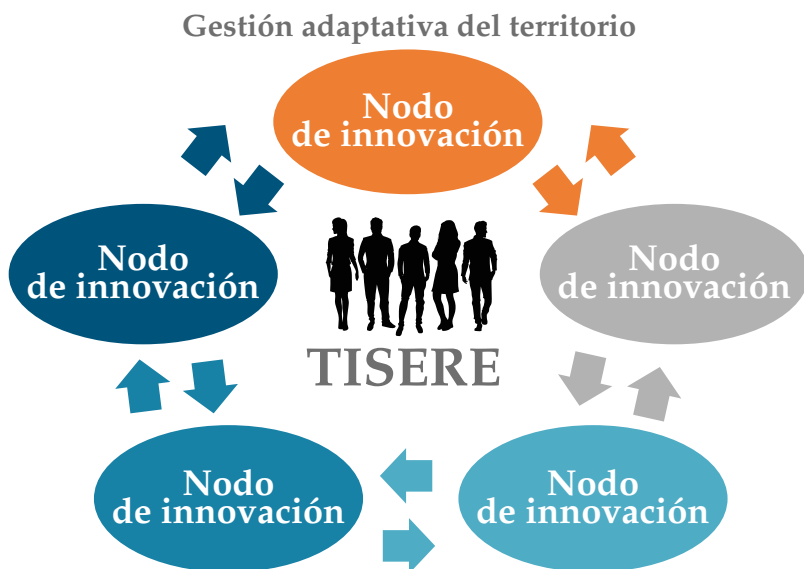 Gestión adaptativa del territorio
Nodo
de innovación
Nodo
de innovación
Nodo
de innovación
TISERE
Nodo
de innovación
Nodo
de innovación